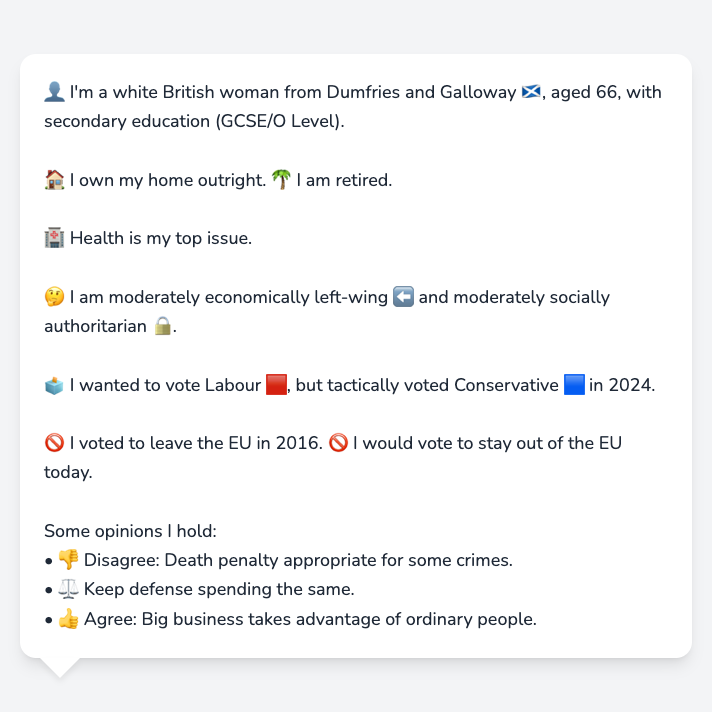 👤 I'm a white British woman from Dumfries and Galloway 🏴󠁧󠁢󠁳󠁣󠁴󠁿, aged 66, with
secondary education (GCSE/O Level).
🏠 I own my home outright. 🌴 I am retired.
🏥 Health is my top issue.
🤔 I am moderately economically left-wing ⬅️ and moderately socially
authoritarian 🔒.
🗳️ I wanted to vote Labour 🟥, but tactically voted Conservative 🟦 in 2024.
🚫 I voted to leave the EU in 2016. 🚫 I would vote to stay out of the EU
today.
Some opinions I hold:
• 👎 Disagree: Death penalty appropriate for some crimes.
• ⚖️ Keep defense spending the same.
• 👍 Agree: Big business takes advantage of ordinary people.